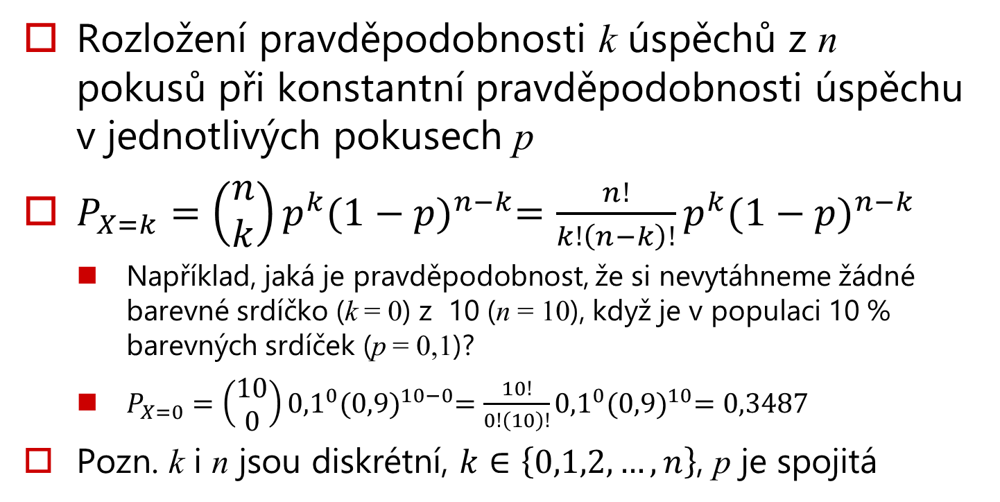 Rozložení pravděpodobnosti k úspěchů z n
pokusů při konstantní pravděpodobnosti úspěchu
v jednotlivých pokusech p
P_{X=k} = \binom{n}{k} p^k (1 − p)^{n−k} = \frac{n!}{k!(n−k)!} p^k (1 − p)^{n−k}
Například, jaká je pravděpodobnost, že si nevytáhneme žádné
barevné srdíčko (k = 0) z 10 (n = 10), když je v populaci 10 %
barevných srdíček (p = 0,1)?
P_{X=0} = \binom{10}{0} 0,1^0 (0,9)^{10−0} = \frac{10!}{0!(10)!} 0,1^0 (0,9)^{10} = 0,3487
Pozn. k i n jsou diskrétní, k ∈ {0,1,2, … , n}, p je spojitá